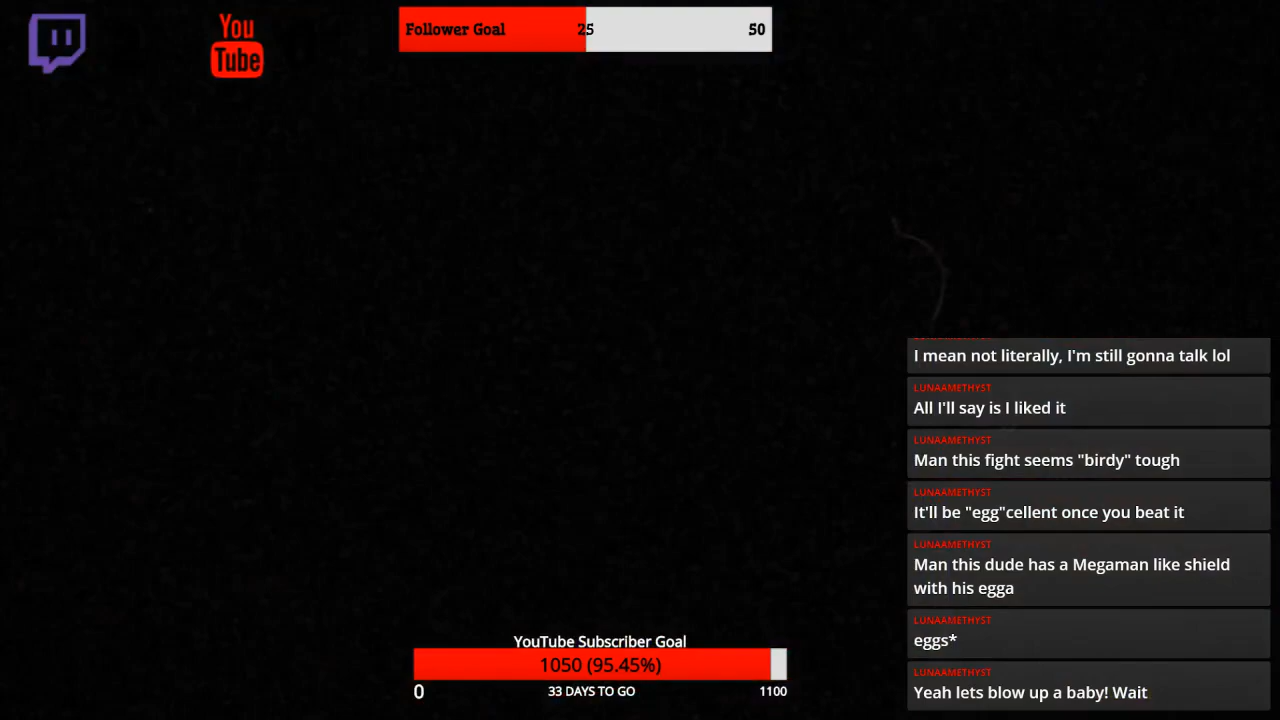 You
Tube
Follower Goal 25 50
I mean not literally, I'm still gonna talk lol
LUNAAMETHYST
All I'll say is I liked it
LUNAAMETHYST
Man this fight seems "birdy" tough
LUNAAMETHYST
It'll be "egg"cellent once you beat it
LUNAAMETHYST
Man this dude has a Megaman like shield
with his egga
LUNAAMETHYST
eggs*
LUNAAMETHYST
Yeah lets blow up a baby! Wait
YouTube Subscriber Goal
1050 (95.45%)
0 33 DAYS TO GO 1100